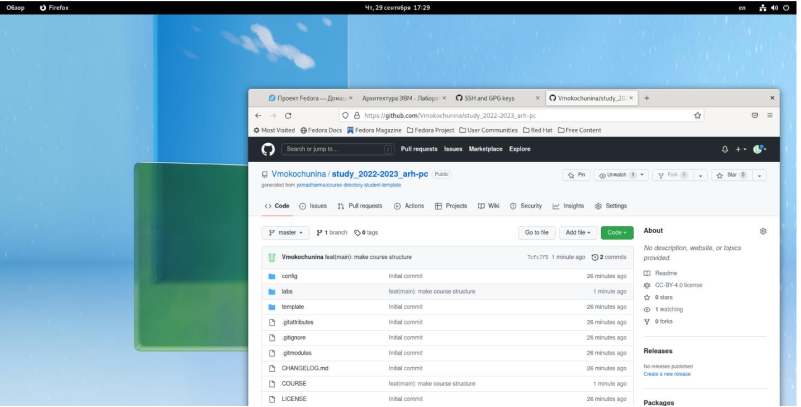 Обзор Firefox Чт, 29 сентября 17:29 en
Проект Fedora — Домаш × Архитектура ЭВМ - Лаборат × SSH and GPG keys × Vmokochunina/study_202 × + ×
https://github.com/Vmokochunina/study_2022-2023_arh-pc
Most Visited Fedora Docs Fedora Magazine Fedora Project User Communities Red Hat Free Content
Search or jump to... / Pull requests Issues Marketplace Explore
Vmokochunina / study_2022-2023_arh-pc Public Pin Unwatch 1 Fork 0 Star 0
generated from yamadharma/course-directory-student-template
Code Issues Pull requests Actions Projects Wiki Security Insights Settings
master 1 branch 0 tags Go to file Add file Code
Vmokochunina feat(main): make course structure 1 minute ago 2 commits
config Initial commit 26 minutes ago
labs feat(main): make course structure 1 minute ago
template Initial commit 26 minutes ago
.gitattributes Initial commit 26 minutes ago
.gitignore Initial commit 26 minutes ago
.gitmodules Initial commit 26 minutes ago
CHANGELOG.md Initial commit 26 minutes ago
COURSE feat(main): make course structure 1 minute ago
LICENSE Initial commit 26 minutes ago
About
No description, website, or topics
provided.
Readme
CC-BY-4.0 license
0 stars
1 watching
0 forks
Releases
No releases published
Create a new release
Packages